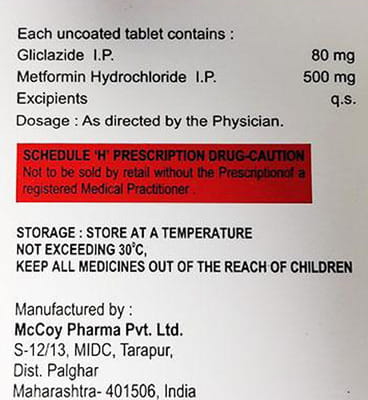 Each uncoated tablet contains :
Gliclazide I.P. 80 mg
Metformin Hydrochloride I.P. 500 mg
Excipients q.s.
Dosage : As directed by the Physician.
SCHEDULE 'H' PRESCRIPTION DRUG-CAUTION
Not to be sold by retail without the Prescriptionof a
registered Medical Practitioner .
STORAGE : STORE AT A TEMPERATURE
NOT EXCEEDING 30°C,
KEEP ALL MEDICINES OUT OF THE REACH OF CHILDREN
Manufactured by :
McCoy Pharma Pvt. Ltd.
S-12/13, MIDC, Tarapur,
Dist. Palghar
Maharashtra- 401506, India